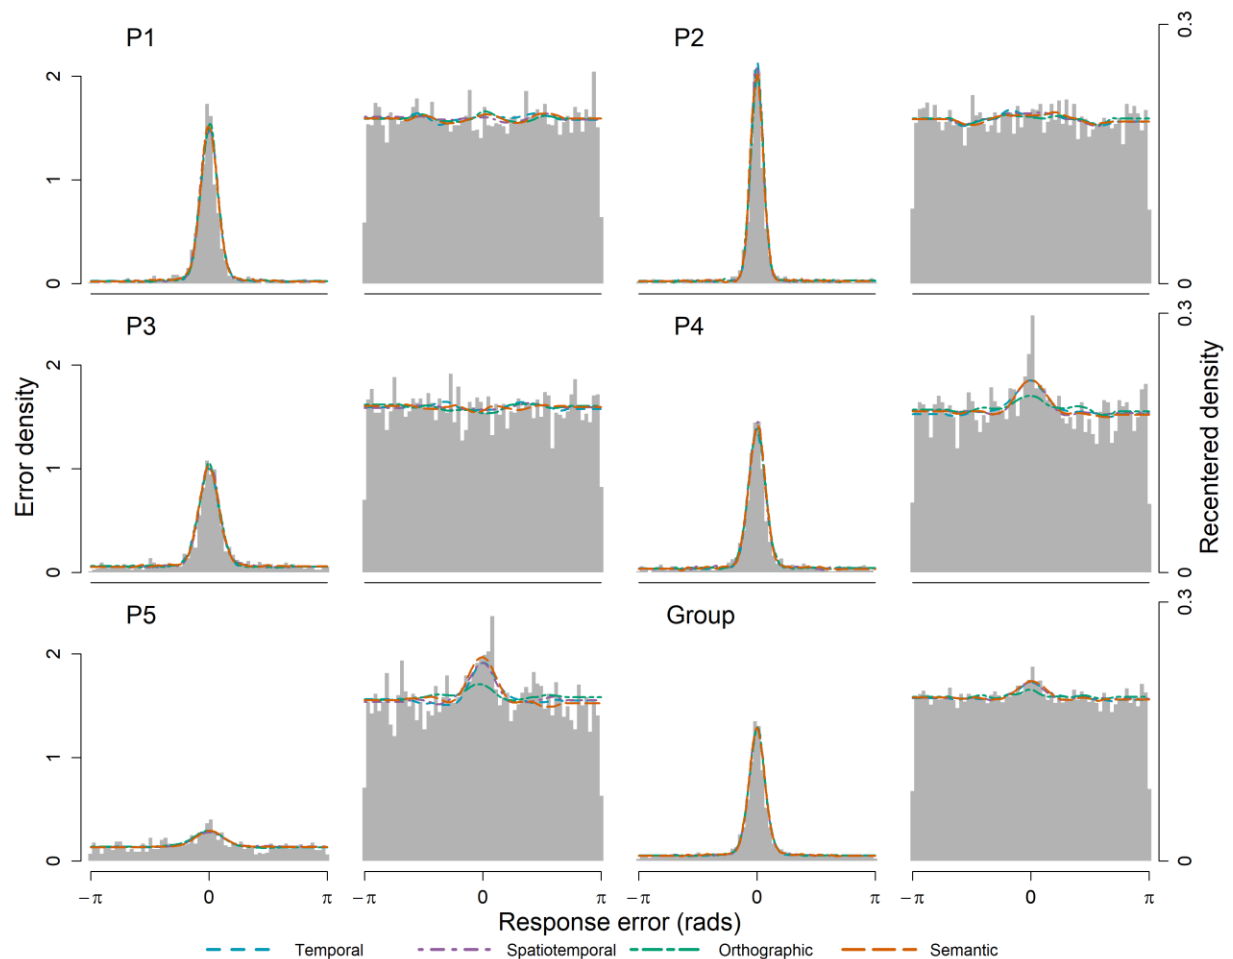 P1
P2
0.3
2
1
0
0
P3
P4
0.3
2
1
0
0
Error density
Recentered density
P5
Group
0.3
2
1
0
0
−π 0 π −π 0 π −π 0 π −π 0 π
Response error (rads)
Temporal Spatiotemporal Orthographic Semantic